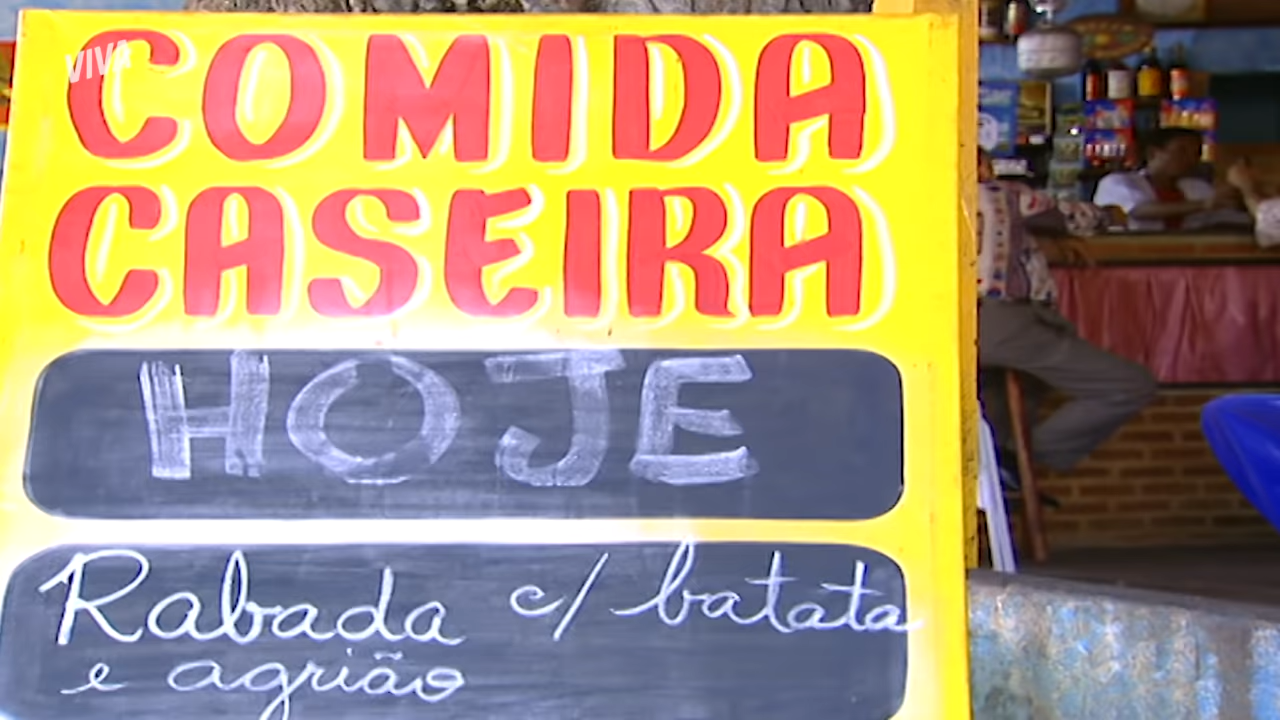 VIVA
COMIDA
CASEIRA
HOJE
Rabada c/ batata
e agrião